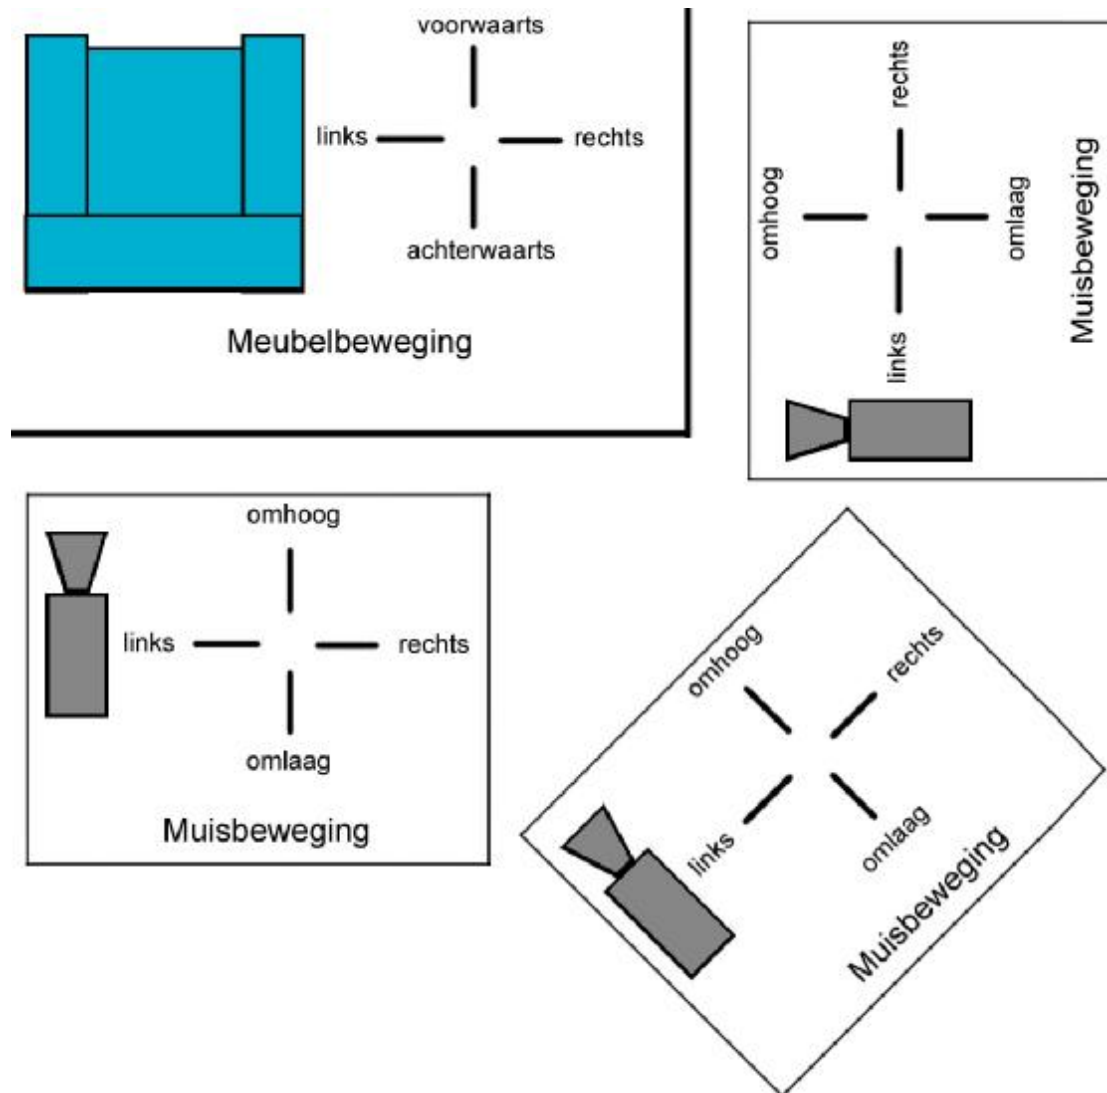 voorwaarts
links
rechts
achterwaarts
Meubelbeweging
rechts
omhoog
omlaag
links
Muisbeweging
omhoog
links
rechts
omlaag
Muisbeweging
omhoog
rechts
links
omlaag
Muisbeweging